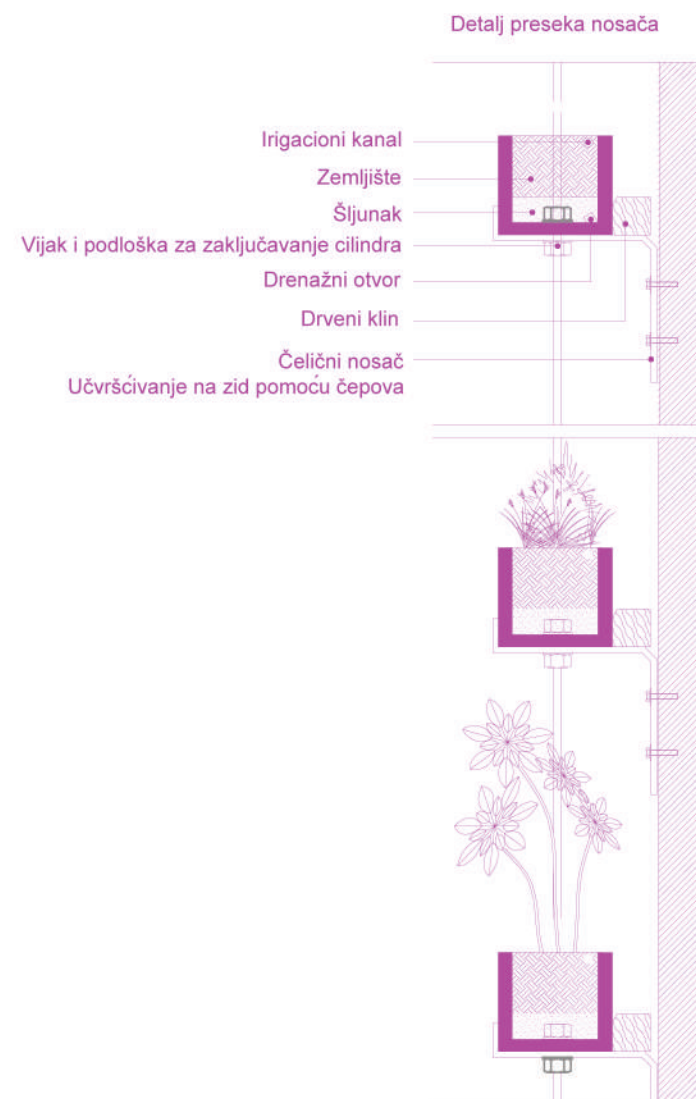 Detalj preseka nosača
Irigacioni kanal
Zemljište
Šljunak
Vijak i podloška za zaključavanje cilindra
Drenažni otvor
Drveni klin
Čelični nosač
Učvršćivanje na zid pomoću čepova